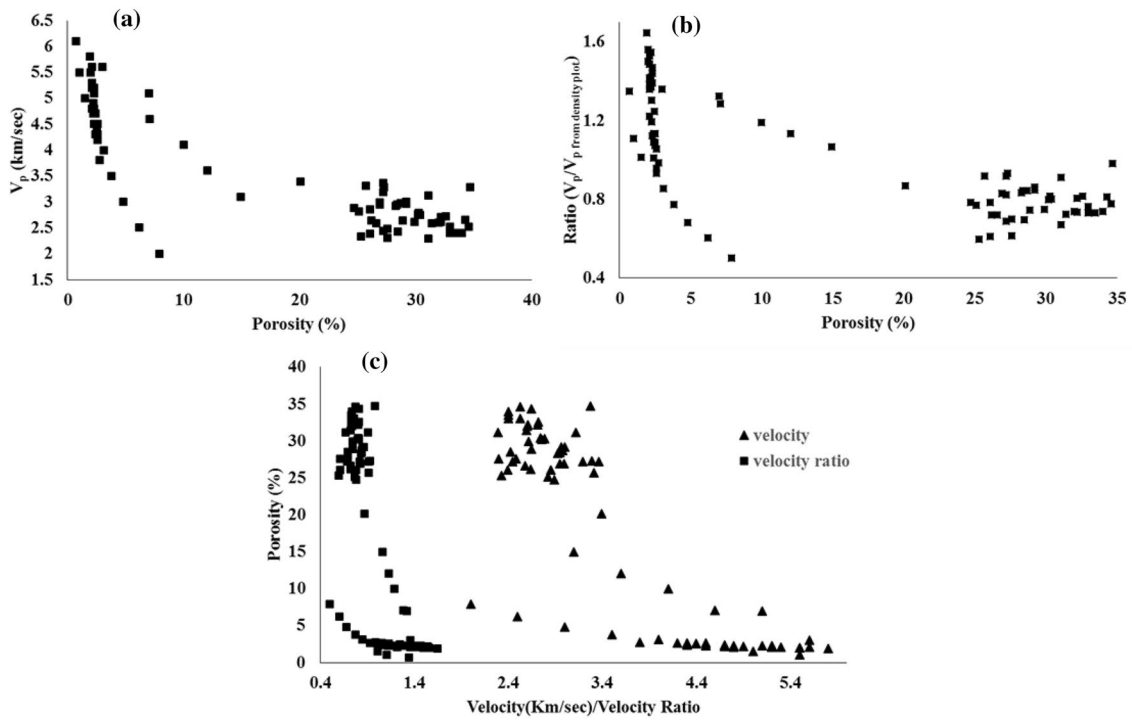 (a)
6.5
6
5.5
5
4.5
4
3.5
3
2.5
2
1.5
Vp (km/sec)
0 10 20 30 40
Porosity (%)
(b)
1.6
1.2
0.8
0.4
Ratio (Vp/Vp from density plot)
0 5 10 15 20 25 30 35
Porosity (%)
(c)
40
35
30
25
20
15
10
5
0
Porosity (%)
velocity
velocity ratio
0.4 1.4 2.4 3.4 4.4 5.4
Velocity(Km/sec)/Velocity Ratio